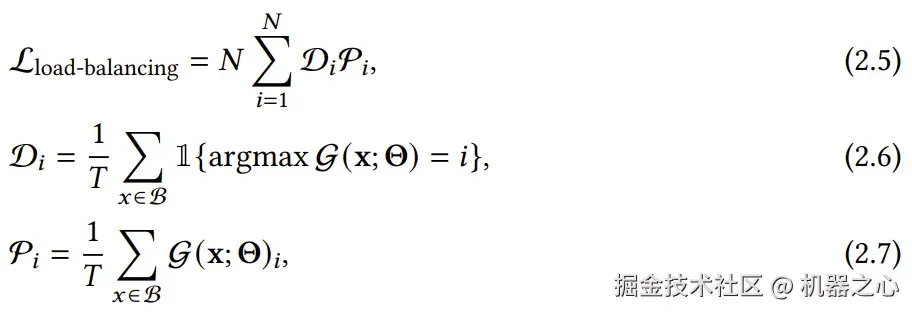 ℒ_load-balancing = N ∑_{i=1}^{N} 𝒟_i 𝒫_i, (2.5)
𝒟_i = 1/T ∑_{x∈ℬ} 𝟙{argmax 𝒢(𝐱; Θ) = i}, (2.6)
𝒫_i = 1/T ∑_{x∈ℬ} 𝒢(𝐱; Θ)_i, (2.7)
掘金技术社区 @ 机器之心